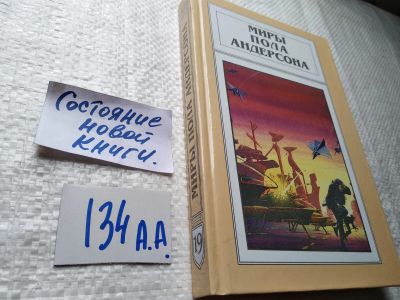 Состояние
новой
книги.
134 А.А.
МИРЫ ПОЛА АНДЕРСОНА
19
МИРЫ
ПОЛА
АНДЕРСОНА